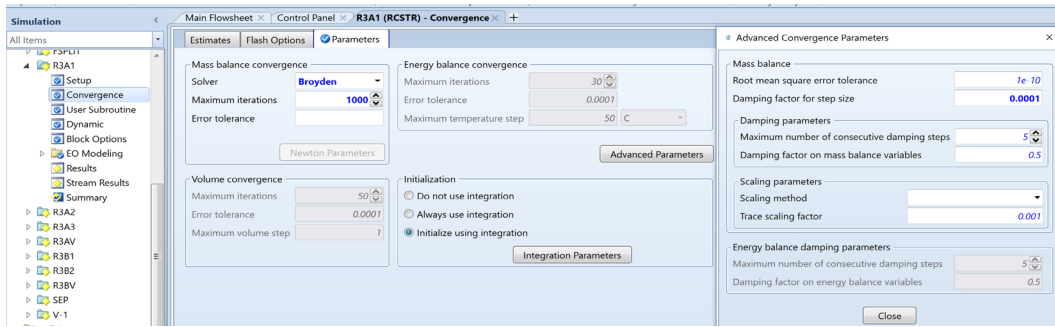 Simulation
Main Flowsheet
Control Panel
R3A1 (RCSTR) - Convergence
+
All Items
FSPLIT
R3A1
Setup
Convergence
User Subroutine
Dynamic
Block Options
EO Modeling
Results
Stream Results
Summary
R3A2
R3A3
R3AV
R3B1
R3B2
R3BV
SEP
V-1
Estimates
Flash Options
Parameters
Mass balance convergence
Solver Broyden
Maximum iterations 1000
Error tolerance
Newton Parameters
Energy balance convergence
Maximum iterations 30
Error tolerance 0.0001
Maximum temperature step 50 C
Advanced Parameters
Volume convergence
Maximum iterations 50
Error tolerance 0.0001
Maximum volume step 1
Initialization
Do not use integration
Always use integration
Initialize using integration
Integration Parameters
Advanced Convergence Parameters
Mass balance
Root mean square error tolerance 1e-10
Damping factor for step size 0.0001
Damping parameters
Maximum number of consecutive damping steps 5
Damping factor on mass balance variables 0.5
Scaling parameters
Scaling method
Trace scaling factor 0.001
Energy balance damping parameters
Maximum number of consecutive damping steps 5
Damping factor on energy balance variables 0.5
Close